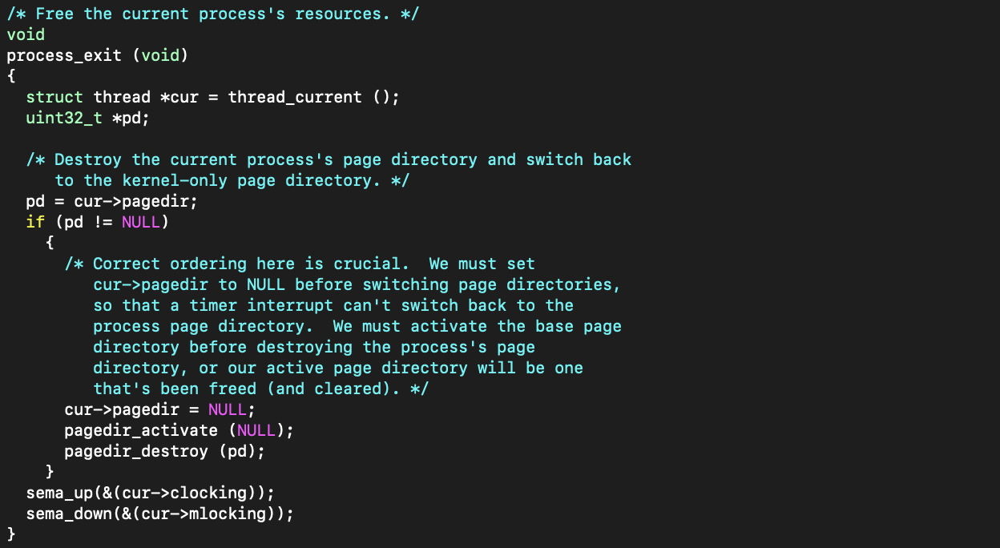 /* Free the current process's resources. */
void
process_exit (void)
{
  struct thread *cur = thread_current ();
  uint32_t *pd;

  /* Destroy the current process's page directory and switch back
     to the kernel-only page directory. */
  pd = cur->pagedir;
  if (pd != NULL)
    {
      /* Correct ordering here is crucial.  We must set
         cur->pagedir to NULL before switching page directories,
         so that a timer interrupt can't switch back to the
         process page directory.  We must activate the base page
         directory before destroying the process's page
         directory, or our active page directory will be one
         that's been freed (and cleared). */
      cur->pagedir = NULL;
      pagedir_activate (NULL);
      pagedir_destroy (pd);
    }
  sema_up(&(cur->clocking));
  sema_down(&(cur->mlocking));
}